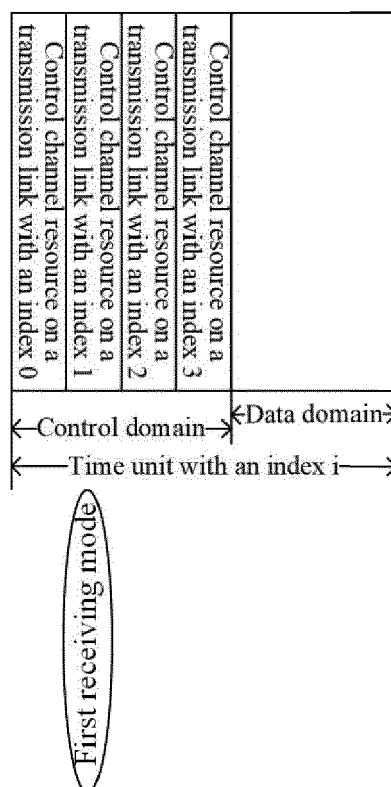 Control channel resource on a
transmission link with an index 0
Control channel resource on a
transmission link with an index 1
Control channel resource on a
transmission link with an index 2
Control channel resource on a
transmission link with an index 3
Control domain
Data domain
Time unit with an index i
First receiving mode